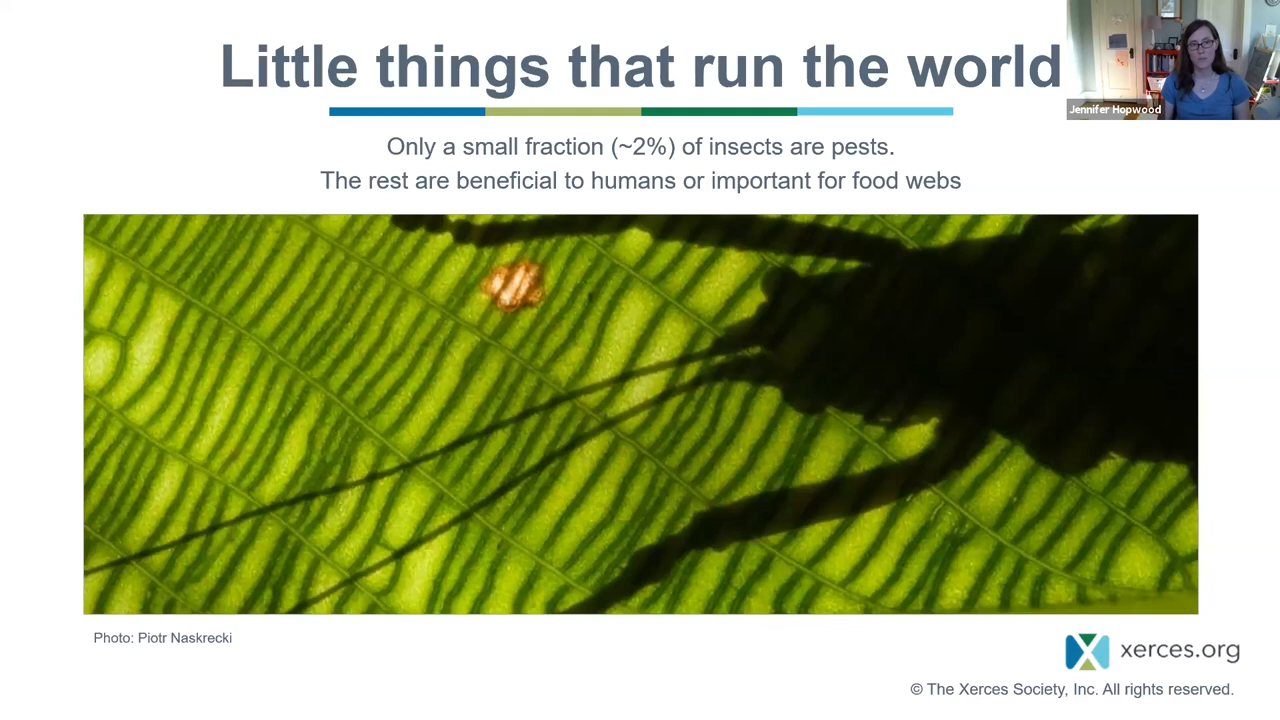 Little things that run the world
Jennifer Hopwood
Only a small fraction (~2%) of insects are pests.
The rest are beneficial to humans or important for food webs
Photo: Piotr Naskrecki
xerces.org
© The Xerces Society, Inc. All rights reserved.